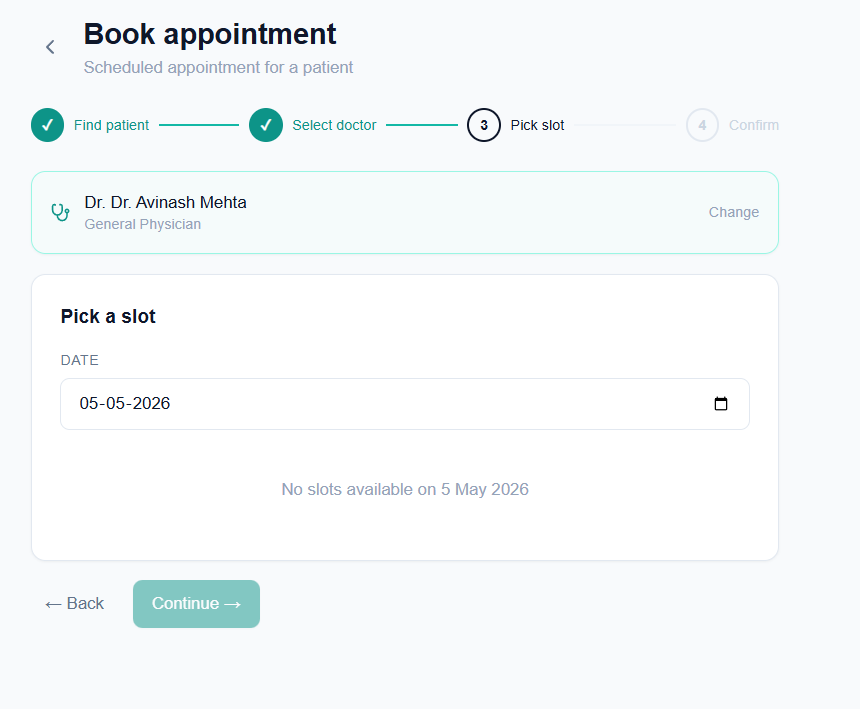 Book appointment
Scheduled appointment for a patient
Find patient
Select doctor
3 Pick slot
4 Confirm
Dr. Dr. Avinash Mehta
General Physician
Change
Pick a slot
DATE
05-05-2026
No slots available on 5 May 2026
← Back
Continue →